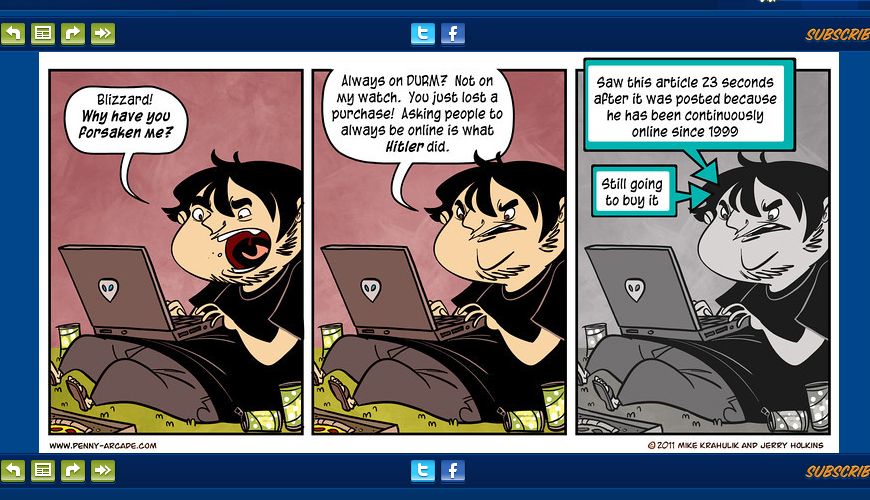 SUBSCRIB
Blizzard!
Why have you
forsaken me?
Always on DURM? Not on
my watch. You just lost a
purchase! Asking people to
always be online is what
Hitler did.
Saw this article 23 seconds
after it was posted because
he has been continuously
online since 1999
Still going
to buy it
WWW.PENNY-ARCADE.COM
©2011 MIKE KRAHULIK AND JERRY HOLKINS
SUBSCRIB